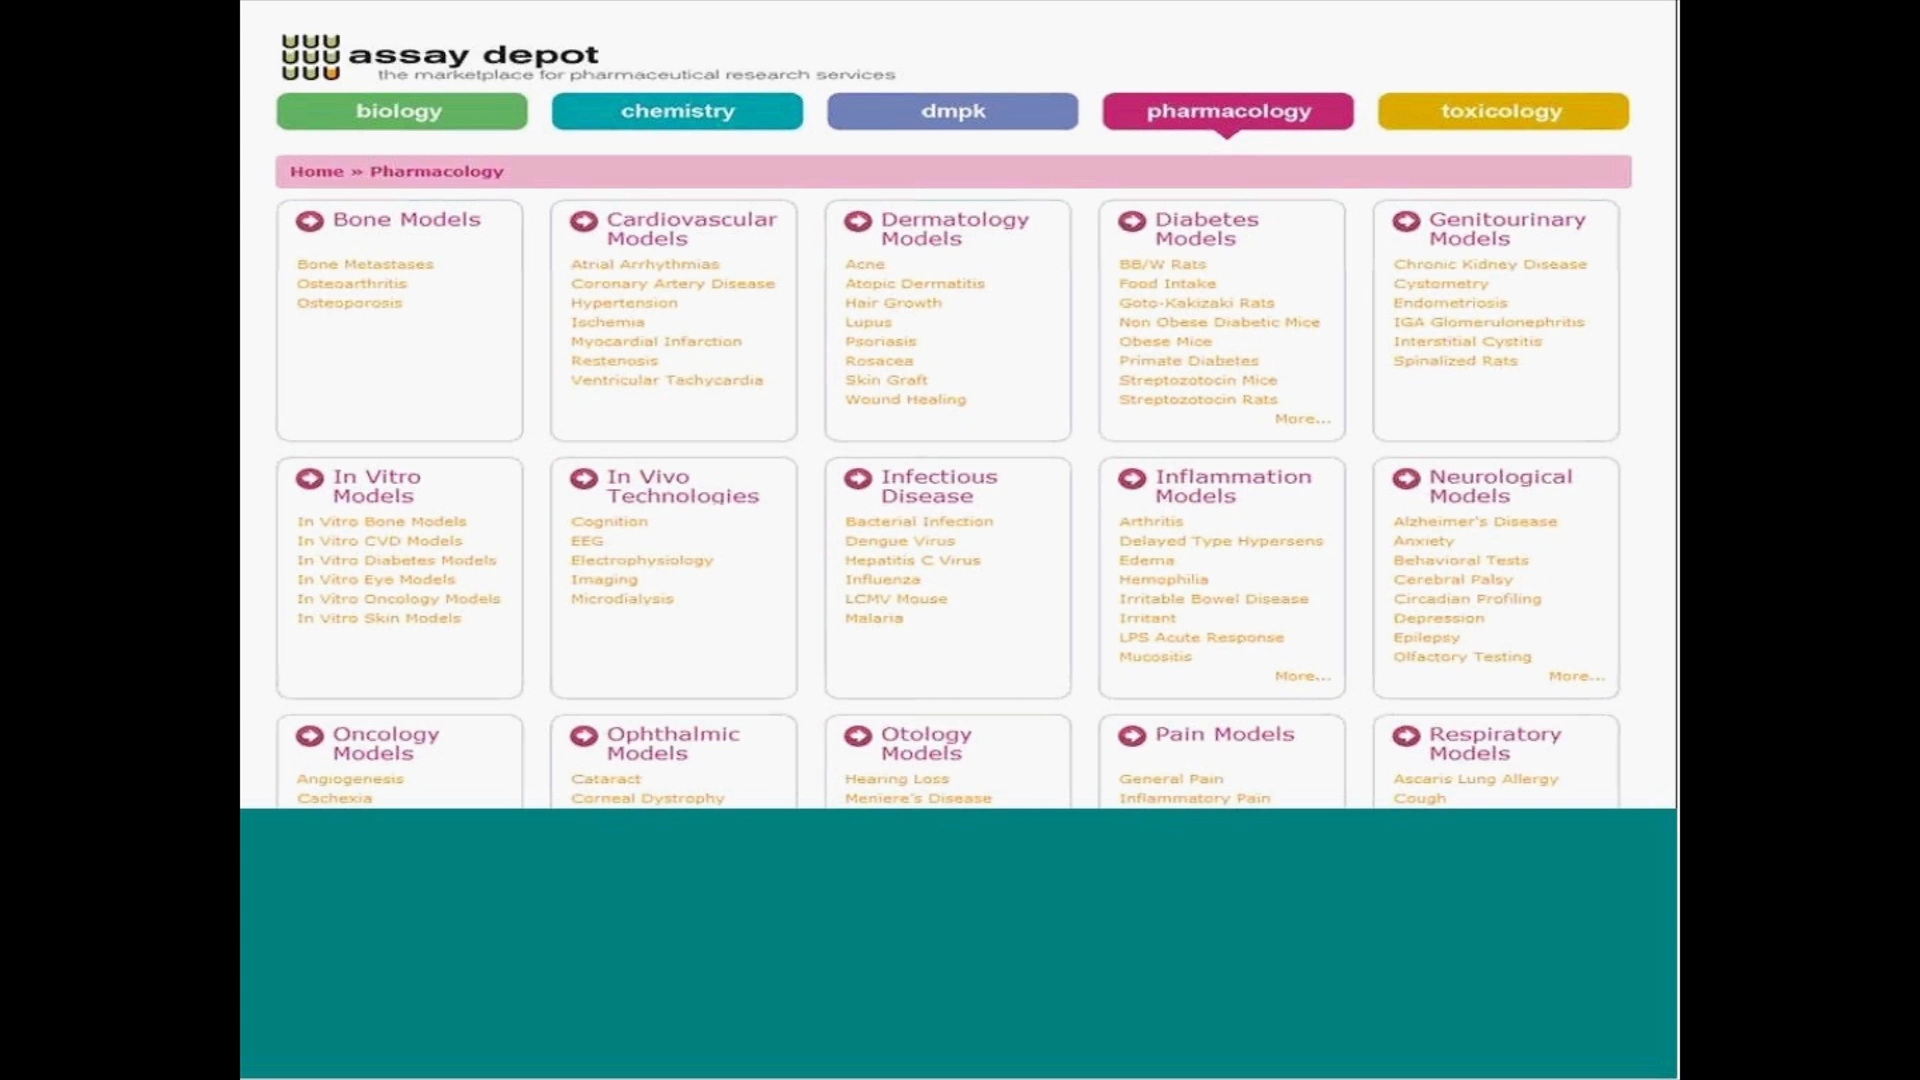 assay depot
the marketplace for pharmaceutical research services
biology
chemistry
dmpk
pharmacology
toxicology
Home » Pharmacology
Bone Models
Bone Metastases
Osteoarthritis
Osteoporosis
Cardiovascular
Models
Atrial Arrhythmias
Coronary Artery Disease
Hypertension
Ischemia
Myocardial Infarction
Restenosis
Ventricular Tachycardia
Dermatology
Models
Acne
Atopic Dermatitis
Hair Growth
Lupus
Psoriasis
Rosacea
Skin Graft
Wound Healing
Diabetes
Models
BB/W Rats
Food Intake
Goto-Kakizaki Rats
Non Obese Diabetic Mice
Obese Mice
Primate Diabetes
Streptozotocin Mice
Streptozotocin Rats
More...
Genitourinary
Models
Chronic Kidney Disease
Cystometry
Endometriosis
IGA Glomerulonephritis
Interstitial Cystitis
Spinalized Rats
In Vitro
Models
In Vitro Bone Models
In Vitro CVD Models
In Vitro Diabetes Models
In Vitro Eye Models
In Vitro Oncology Models
In Vitro Skin Models
In Vivo
Technologies
Cognition
EEG
Electrophysiology
Imaging
Microdialysis
Infectious
Disease
Bacterial Infection
Dengue Virus
Hepatitis C Virus
Influenza
LCMV Mouse
Malaria
Inflammation
Models
Arthritis
Delayed Type Hypersens
Edema
Hemophilia
Irritable Bowel Disease
Irritant
LPS Acute Response
Mucositis
More...
Neurological
Models
Alzheimer's Disease
Anxiety
Behavioral Tests
Cerebral Palsy
Circadian Profiling
Depression
Epilepsy
Olfactory Testing
More...
Oncology
Models
Angiogenesis
Cachexia
Ophthalmic
Models
Cataract
Corneal Dystrophy
Otology
Models
Hearing Loss
Meniere's Disease
Pain Models
General Pain
Inflammatory Pain
Respiratory
Models
Ascaris Lung Allergy
Cough